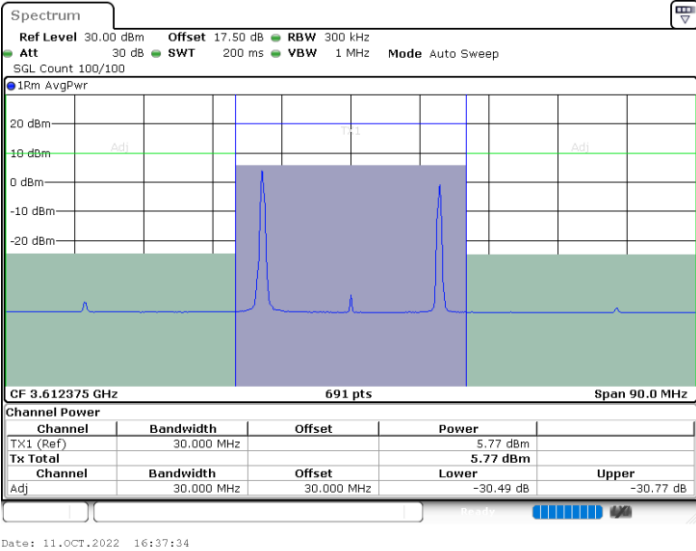 Spectrum
Ref Level 30.00 dBm Offset 17.50 dB RBW 300 kHz
Att 30 dB SWT 200 ms VBW 1 MHz Mode Auto Sweep
SGL Count 100/100
1Rm AvgPwr
20 dBm
TX1
Adj
Adj
10 dBm
0 dBm
-10 dBm
-20 dBm
CF 3.612375 GHz 691 pts Span 90.0 MHz
Channel Power
Channel Bandwidth Offset Power
TX1 (Ref) 30.000 MHz 5.77 dBm
Tx Total 5.77 dBm
Channel Bandwidth Offset Lower Upper
Adj 30.000 MHz 30.000 MHz -30.49 dB -30.77 dB
Ready
Date: 11.OCT.2022 16:37:34